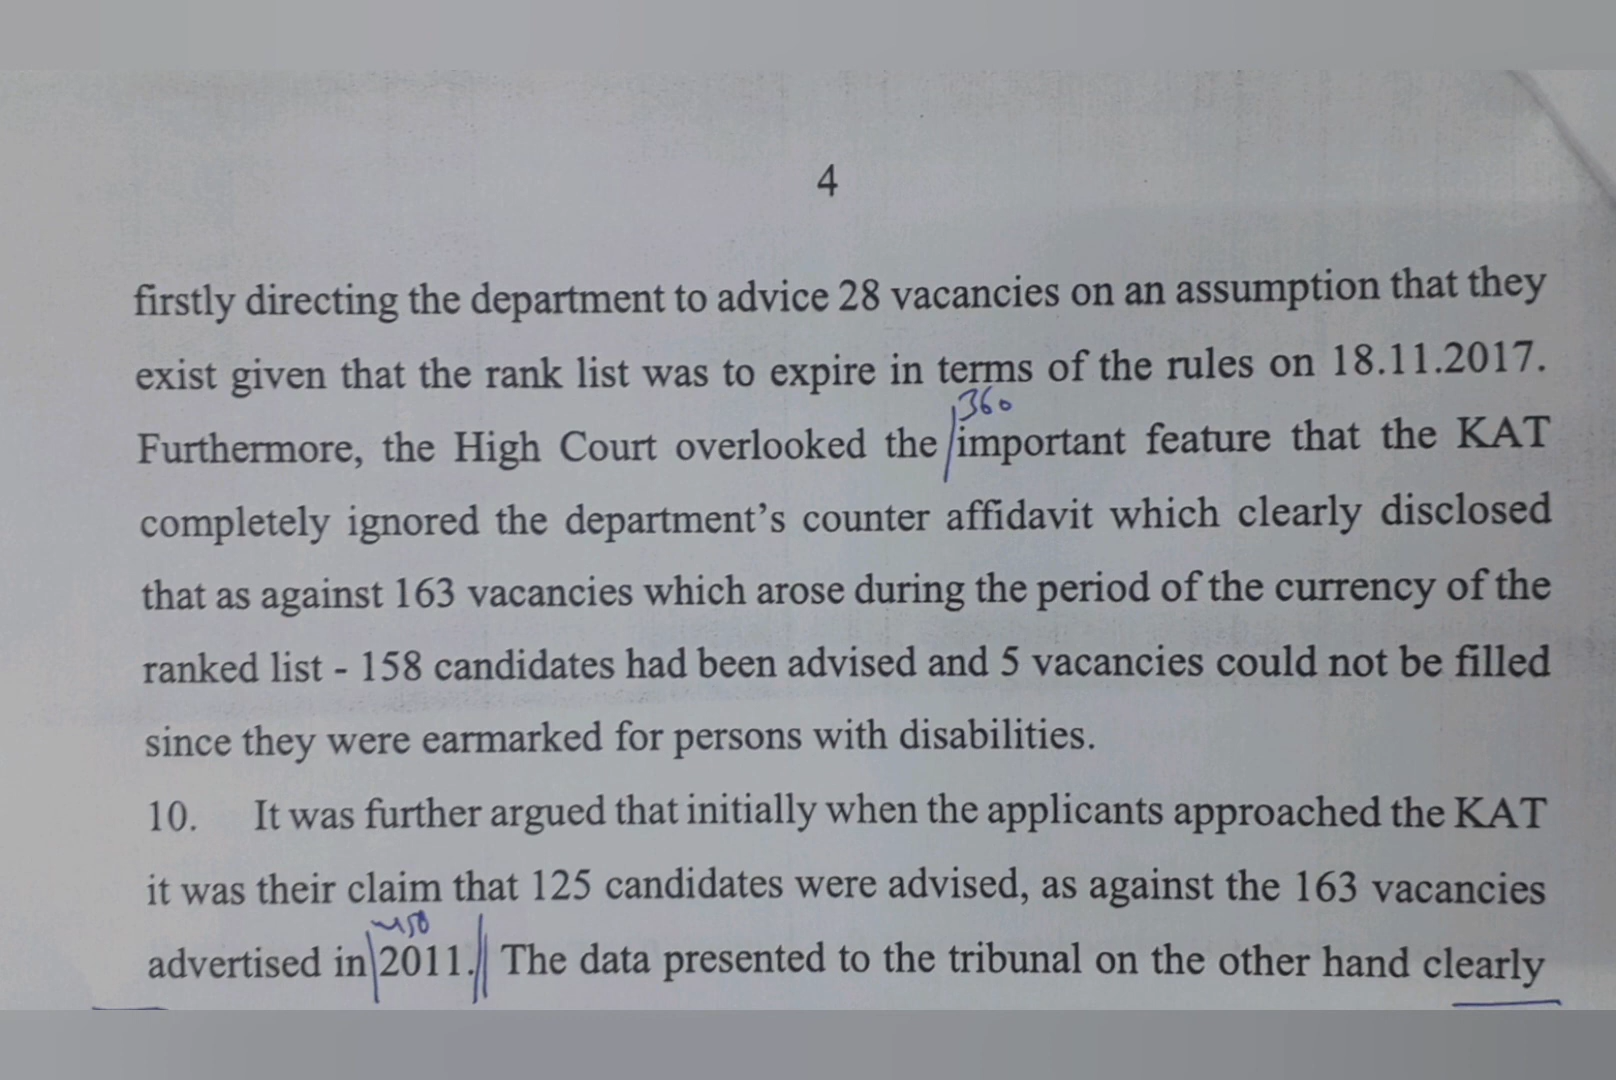 4
firstly directing the department to advice 28 vacancies on an assumption that they
exist given that the rank list was to expire in terms of the rules on 18.11.2017.
360
Furthermore, the High Court overlooked the important feature that the KAT
completely ignored the department's counter affidavit which clearly disclosed
that as against 163 vacancies which arose during the period of the currency of the
ranked list - 158 candidates had been advised and 5 vacancies could not be filled
since they were earmarked for persons with disabilities.
10. It was further argued that initially when the applicants approached the KAT
it was their claim that 125 candidates were advised, as against the 163 vacancies
advertised in 2011. The data presented to the tribunal on the other hand clearly